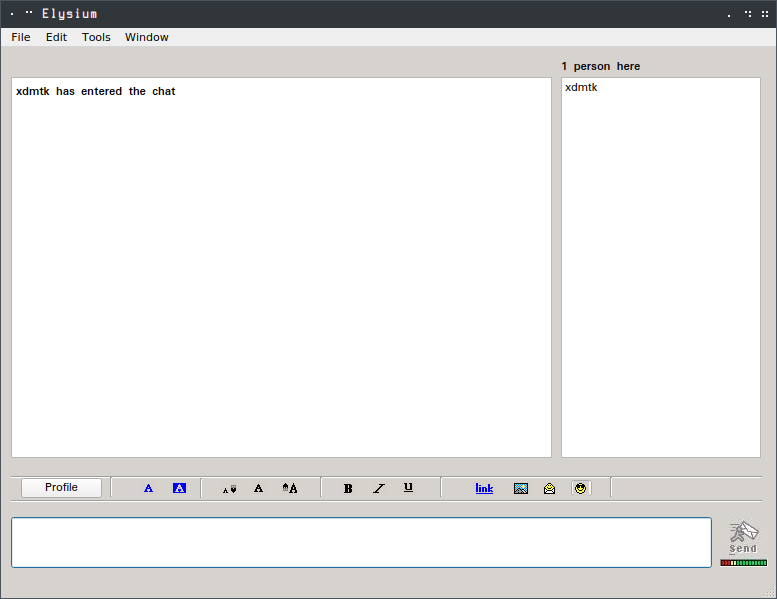 Elysium
File Edit Tools Window
1 person here
xdmtk has entered the chat
xdmtk
Profile A A A A A B I U link
Send